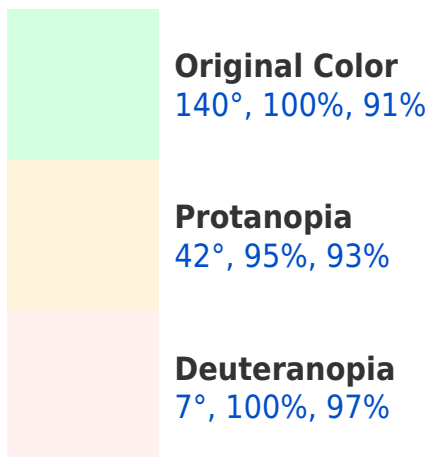 Original Color
140°, 100%, 91%
Protanopia
42°, 95%, 93%
Deuteranopia
7°, 100%, 97%